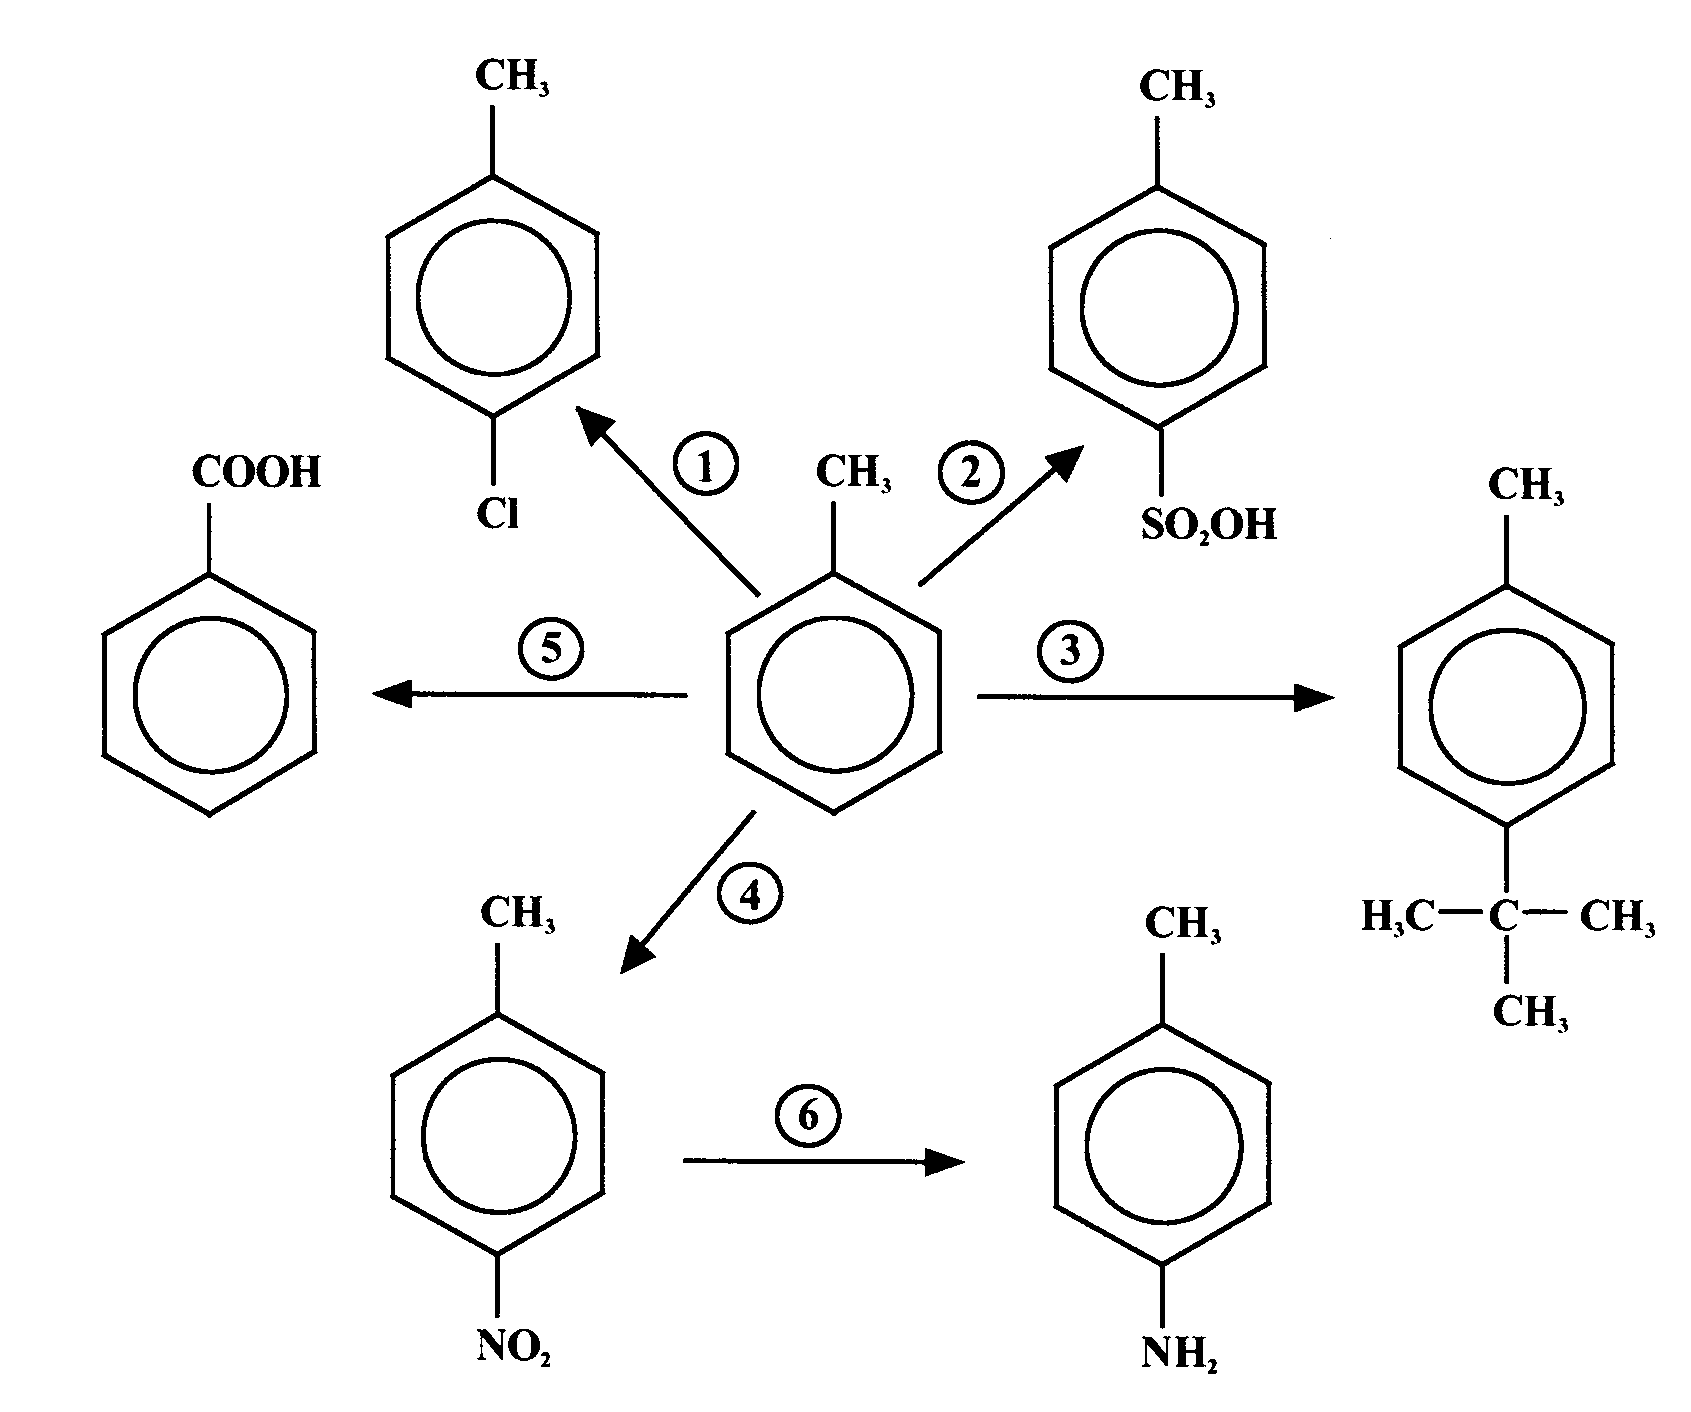 CH₃
CH₃
Cl
SO₂OH
① ②
COOH
CH₃
CH₃
⑤ ③
④
H₃C—C—CH₃
CH₃
CH₃
CH₃
⑥
NO₂
NH₂